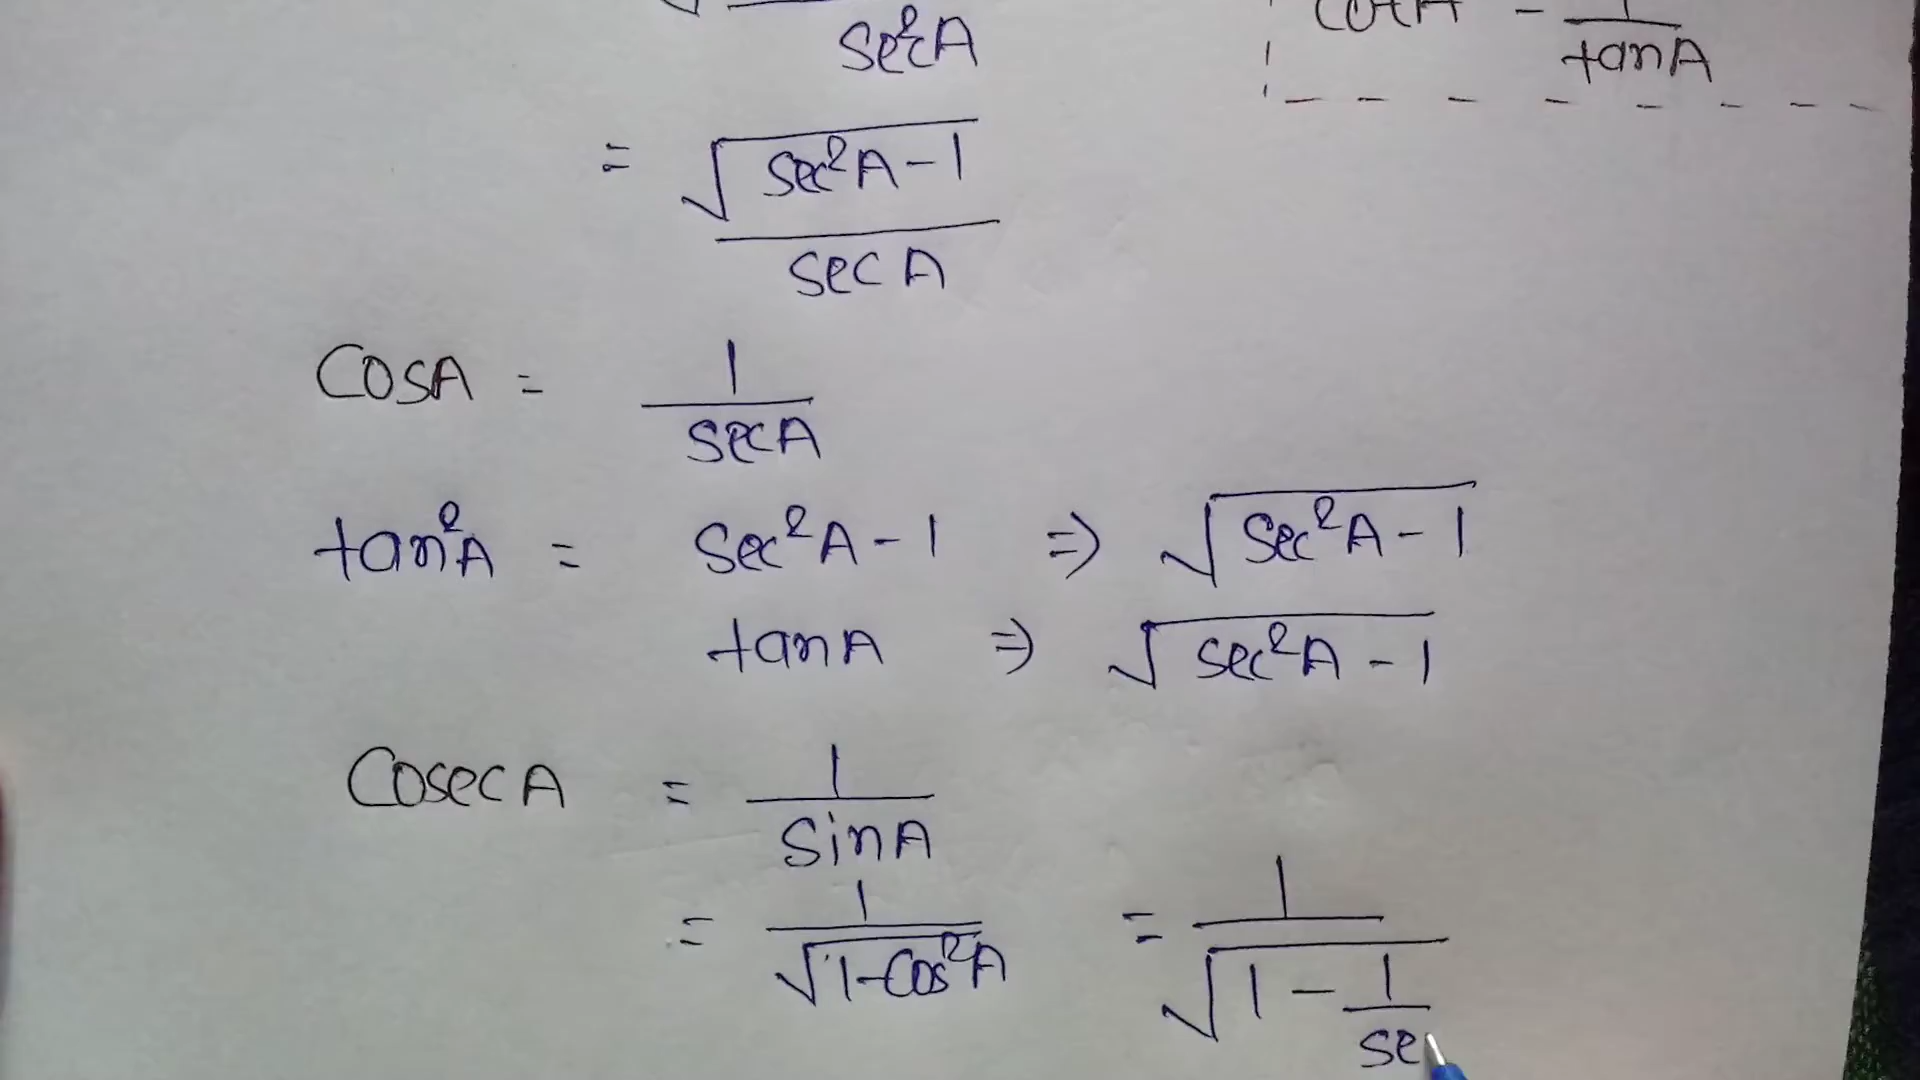 sec²A
cotA = 1/tanA
= √(sec²A-1)/secA
COSA = 1/secA
tan²A = Sec²A-1 ⇒ √(Sec²A-1)
tanA ⇒ √(sec²A-1)
CosecA = 1/SinA
= 1/√(1-Cos²A) = 1/√(1-1/se